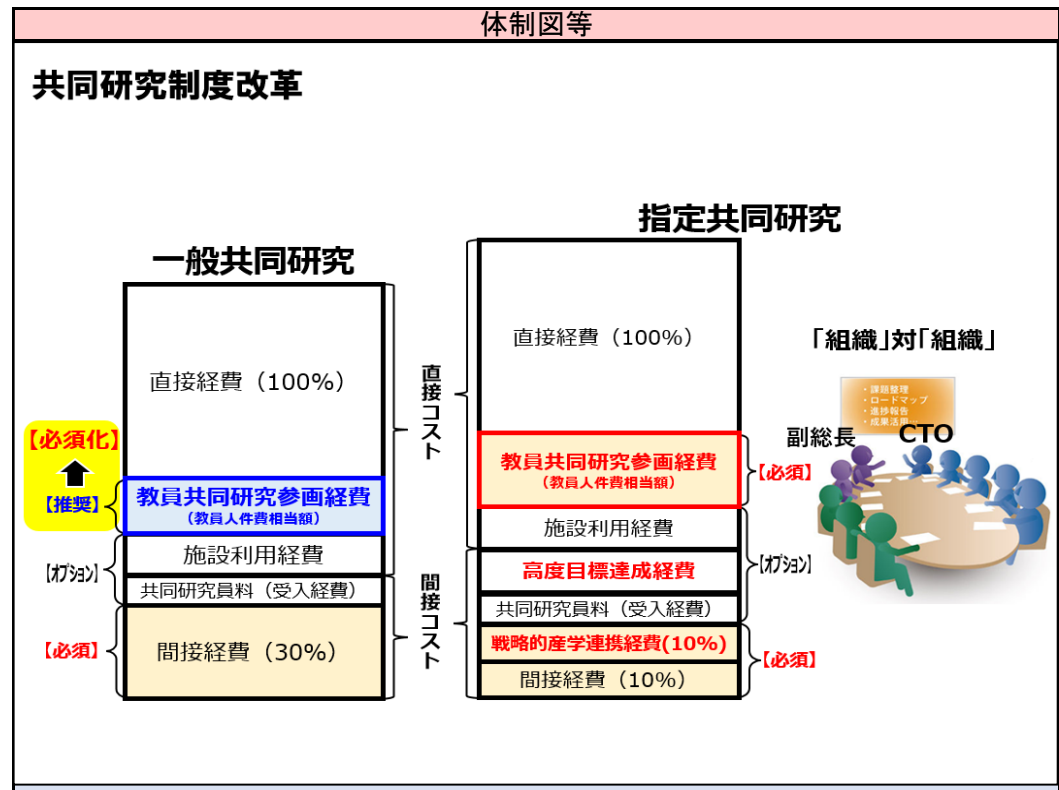 体制図等
共同研究制度改革
一般共同研究
直接経費（100%）
【必須化】
【推奨】
教員共同研究参画経費
（教員人件費相当額）
施設利用経費
【オプション】
共同研究員料（受入経費）
【必須】
間接経費（30%）
直接コスト
間接コスト
指定共同研究
直接経費（100%）
教員共同研究参画経費
（教員人件費相当額）
【必須】
施設利用経費
高度目標達成経費
【オプション】
共同研究員料（受入経費）
戦略的産学連携経費(10%)
【必須】
間接経費（10%）
「組織」対「組織」
・課題整理
・ロードマップ
・進捗報告
・成果活用
副総長
CTO